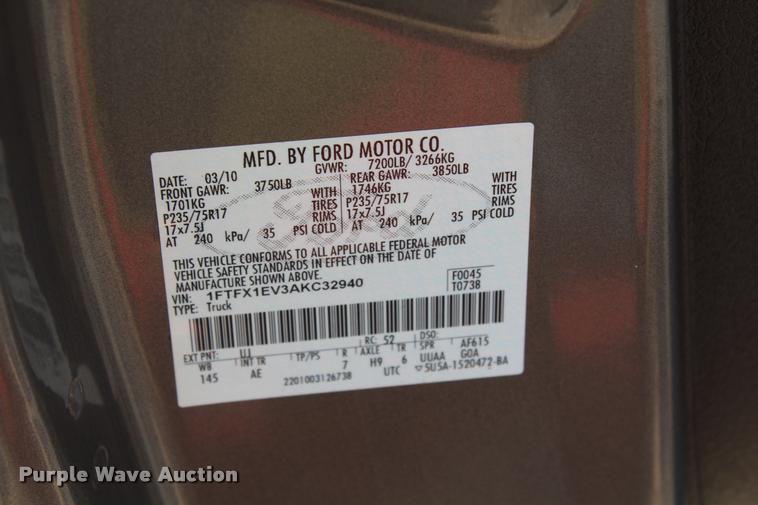 MFD. BY FORD MOTOR CO.
DATE: 03/10 GVWR: 7200LB/ 3266KG
FRONT GAWR: 3750LB REAR GAWR: 3850LB
1701KG WITH 1746KG WITH
P235/75R17 TIRES P235/75R17 TIRES
17x7.5J RIMS 17x7.5J RIMS
AT 240 kPa/ 35 PSI COLD AT 240 kPa/ 35 PSI COLD
Ford
THIS VEHICLE CONFORMS TO ALL APPLICABLE FEDERAL MOTOR
VEHICLE SAFETY STANDARDS IN EFFECT ON THE DATE OF
MANUFACTURE SHOWN ABOVE.
VIN: 1FTFX1EV3AKC32940 F0045
TYPE: Truck T0738
EXT PNT: UJ RC: 52 DSO:
WB INT TR TP/PS R AXLE TR SPR AF615
145 AE 7 H9 6 UUAA GOA
2201003126738 UTC 5U5A-1520472-BA
Purple Wave Auction